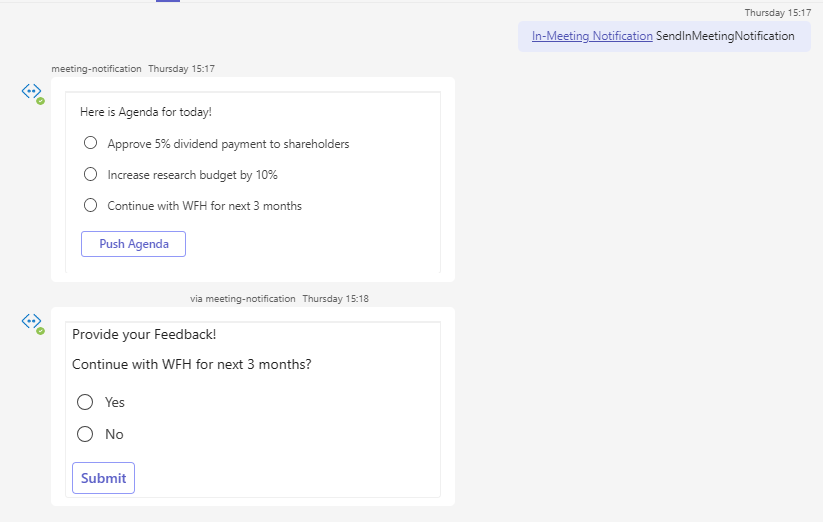 Thursday 15:17
In-Meeting Notification SendInMeetingNotification
meeting-notification Thursday 15:17
Here is Agenda for today!
Approve 5% dividend payment to shareholders
Increase research budget by 10%
Continue with WFH for next 3 months
Push Agenda
via meeting-notification Thursday 15:18
Provide your Feedback!
Continue with WFH for next 3 months?
Yes
No
Submit